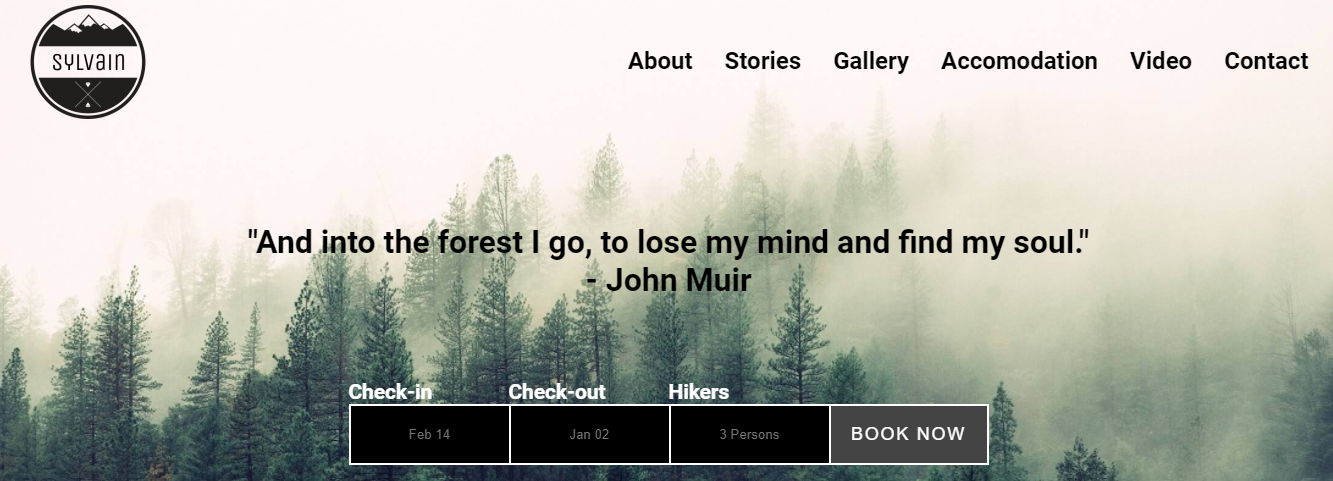 SYLVAIN
About Stories Gallery Accomodation Video Contact
"And into the forest I go, to lose my mind and find my soul."
- John Muir
Check-in Check-out Hikers
Feb 14 Jan 02 3 Persons BOOK NOW